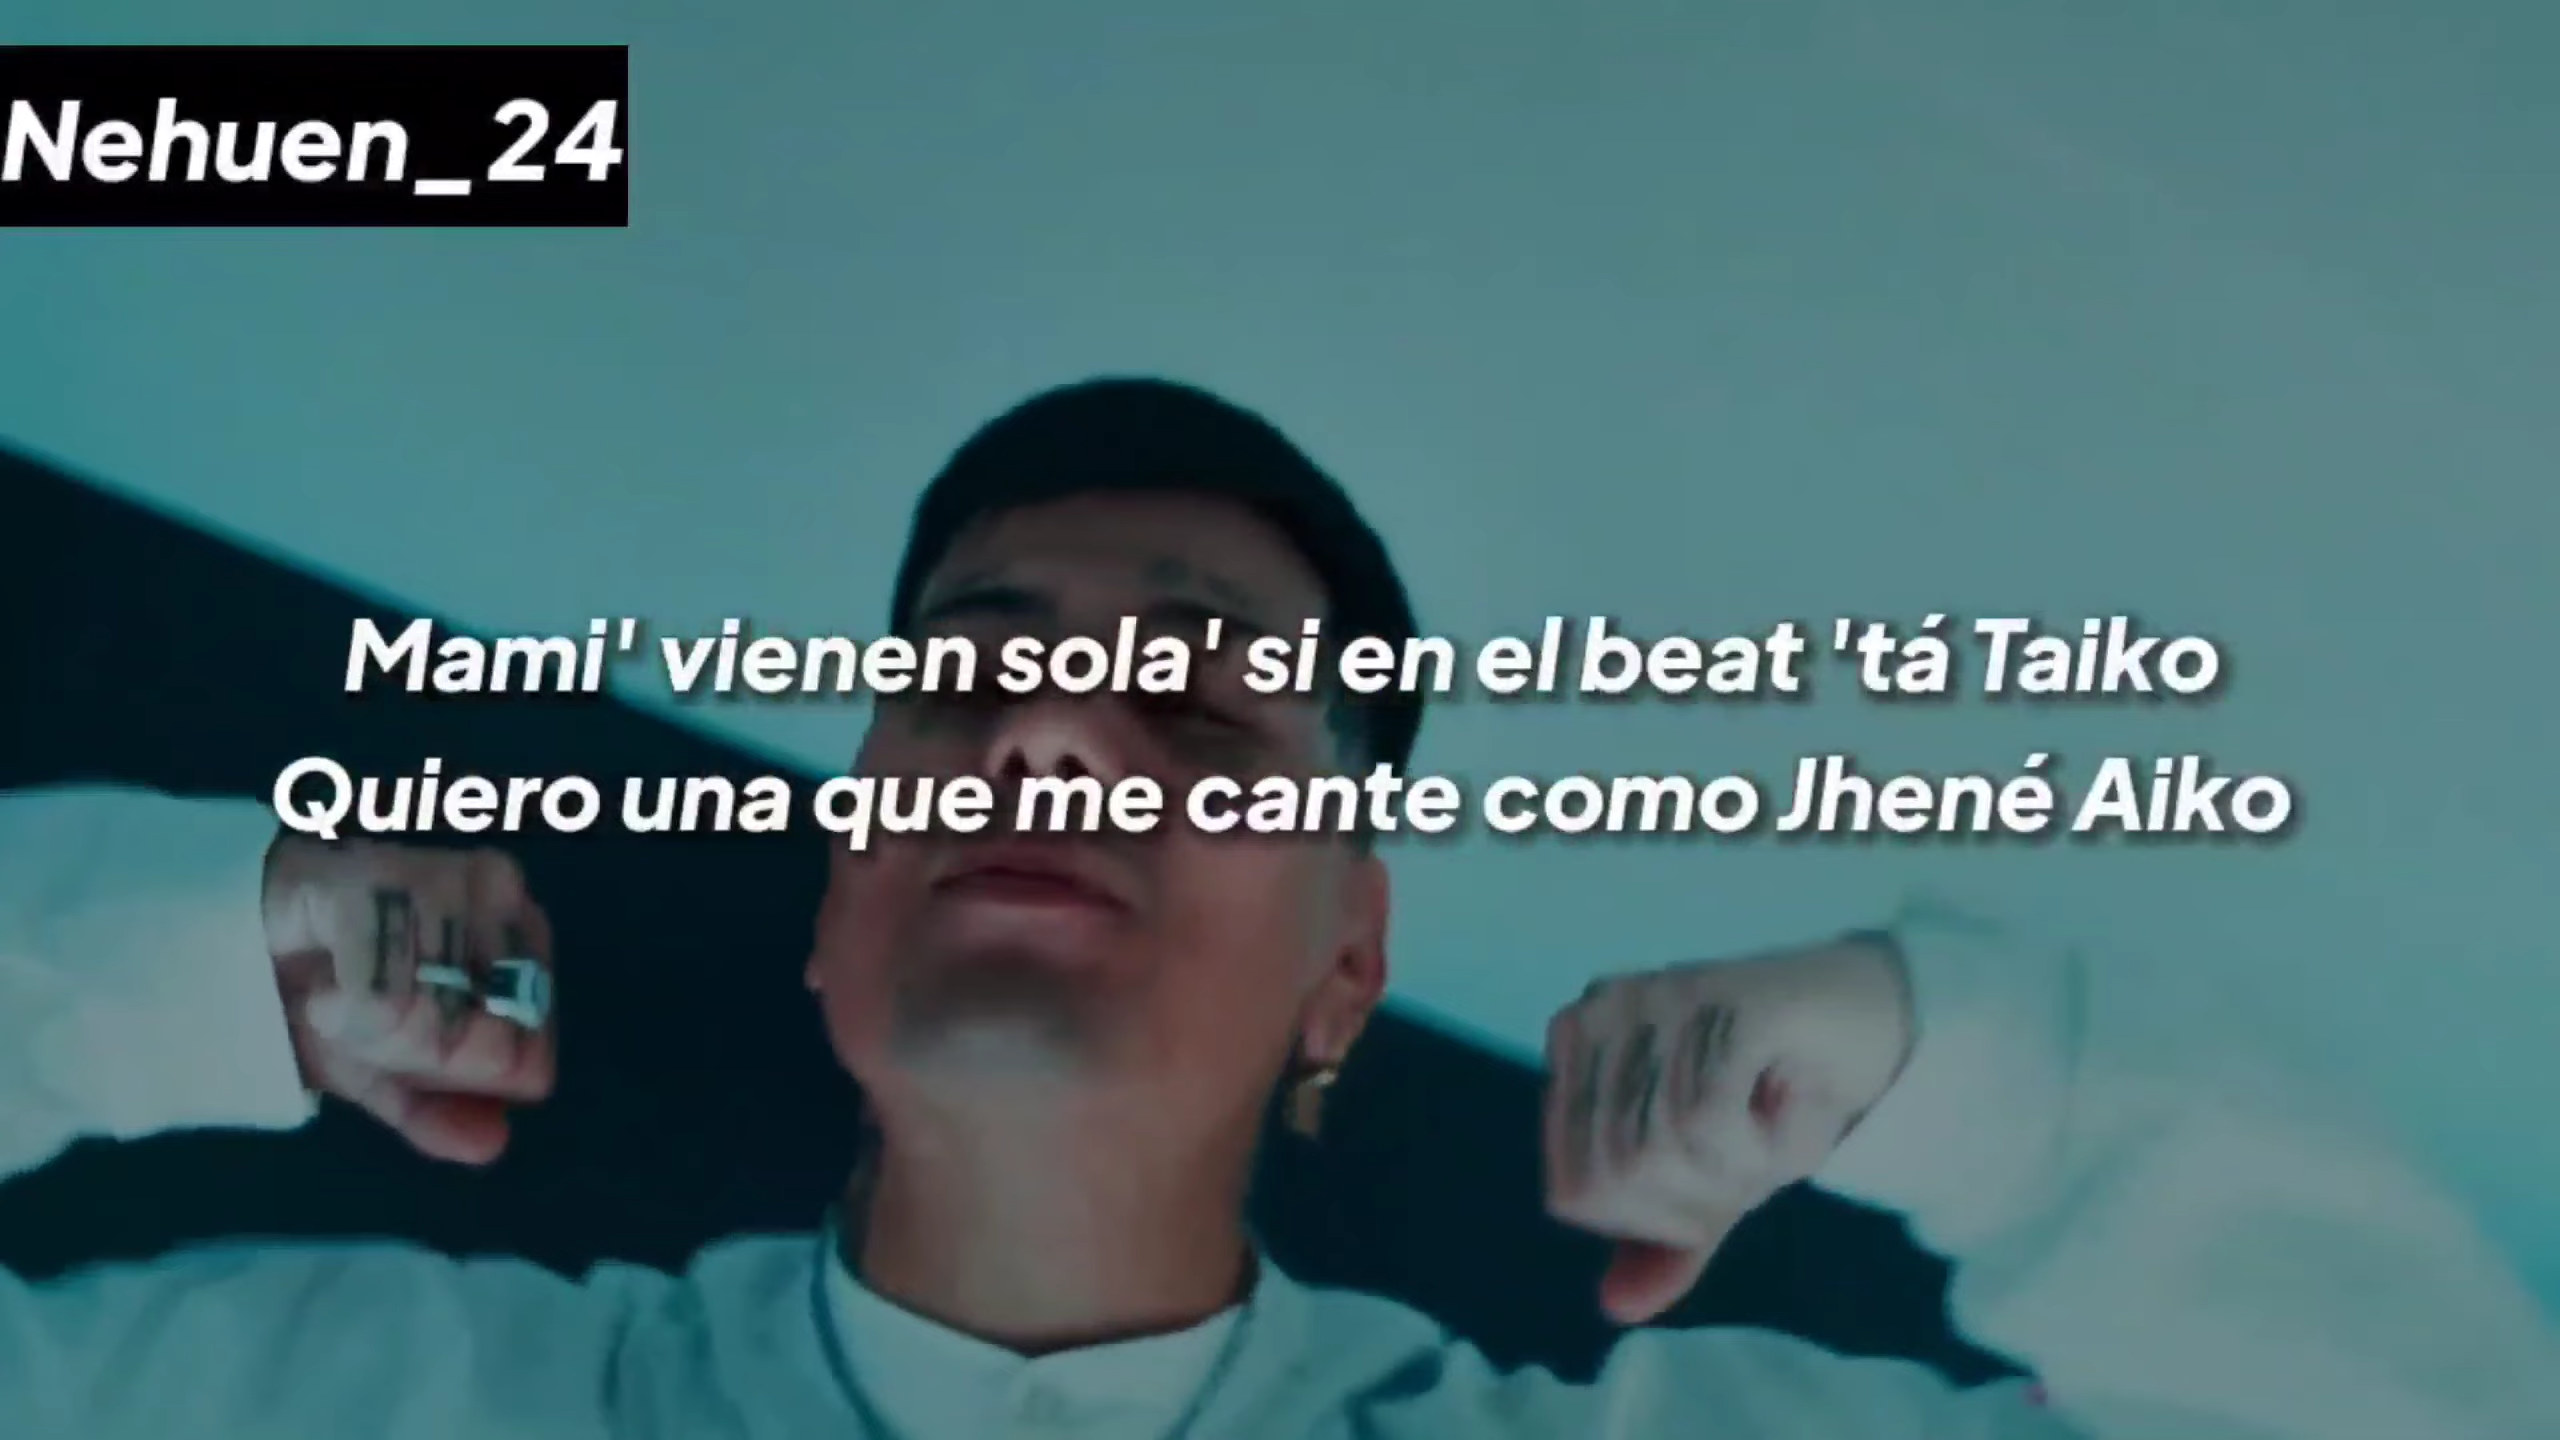 Nehuen_24
Mami' vienen sola' si en el beat 'tá Taiko
Quiero una que me cante como Jhené Aiko